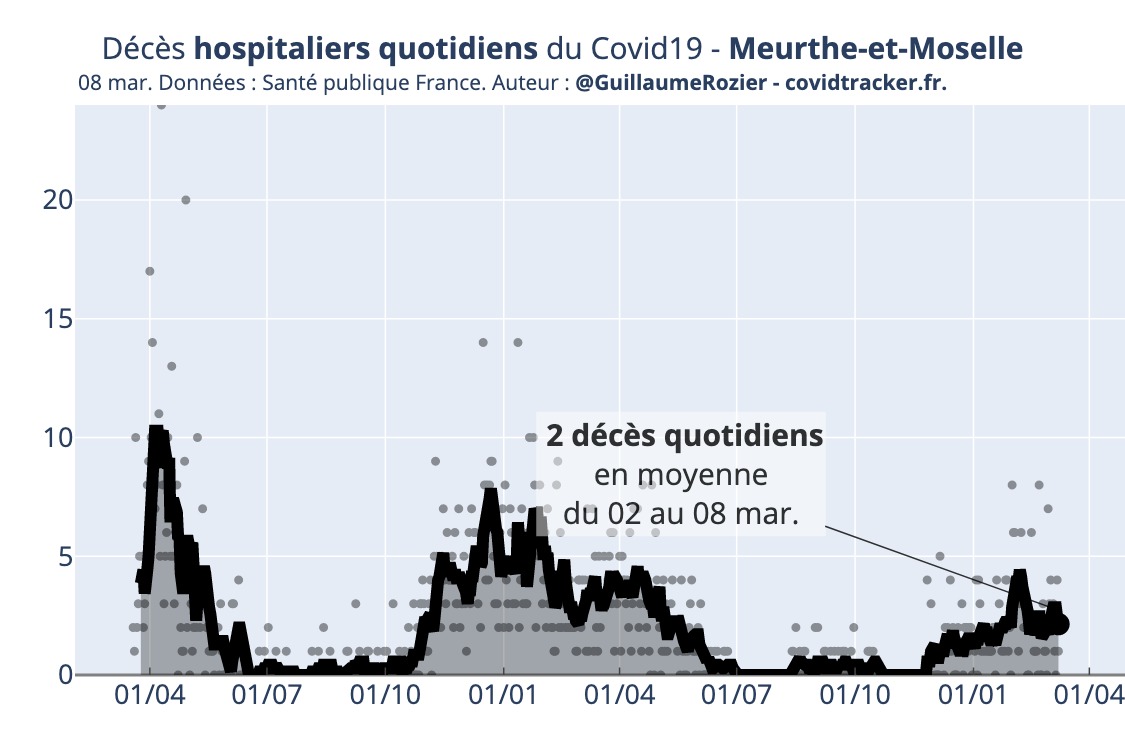 Décès hospitaliers quotidiens du Covid19 - Meurthe-et-Moselle
08 mar. Données : Santé publique France. Auteur : @GuillaumeRozier - covidtracker.fr.
20
15
10
5
0
2 décès quotidiens
en moyenne
du 02 au 08 mar.
01/04 01/07 01/10 01/01 01/04 01/07 01/10 01/01 01/04